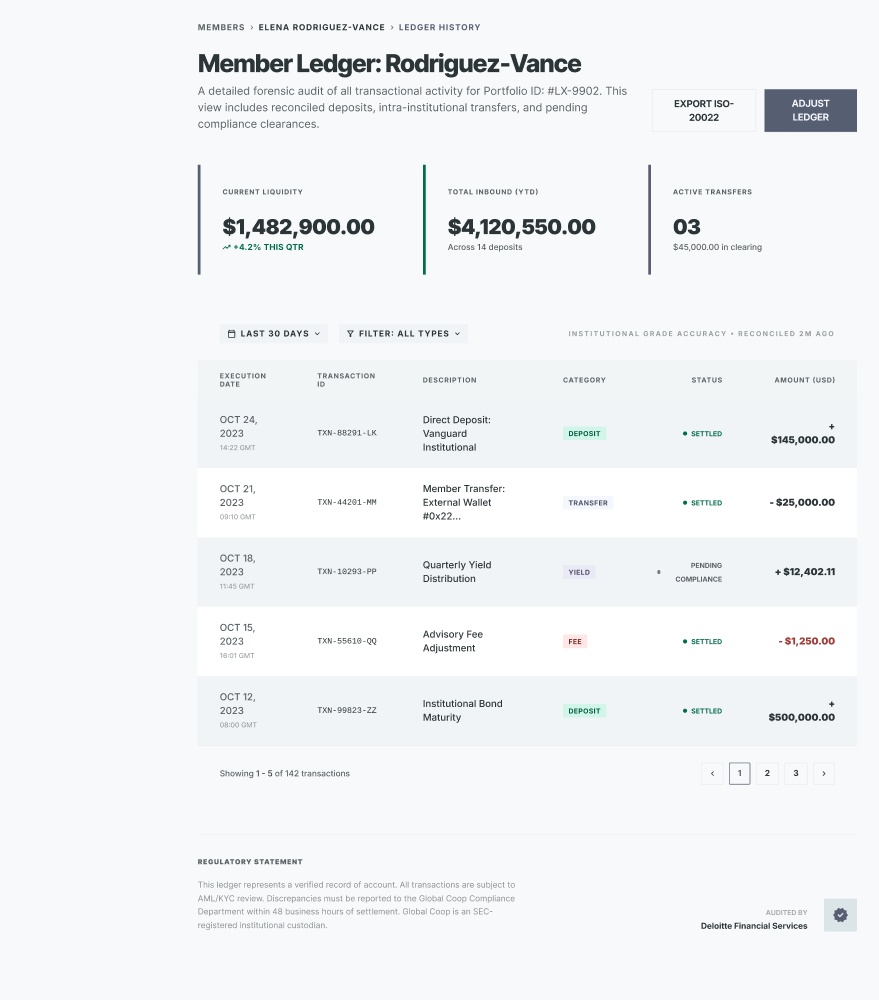 MEMBERS › ELENA RODRIGUEZ-VANCE › LEDGER HISTORY
Member Ledger: Rodriguez-Vance
A detailed forensic audit of all transactional activity for Portfolio ID: #LX-9902. This
view includes reconciled deposits, intra-institutional transfers, and pending
compliance clearances.
EXPORT ISO-
20022
ADJUST
LEDGER
CURRENT LIQUIDITY
$1,482,900.00
+4.2% THIS QTR
TOTAL INBOUND (YTD)
$4,120,550.00
Across 14 deposits
ACTIVE TRANSFERS
03
$45,000.00 in clearing
LAST 30 DAYS
FILTER: ALL TYPES
INSTITUTIONAL GRADE ACCURACY • RECONCILED 2M AGO
EXECUTION
DATE
TRANSACTION
ID
DESCRIPTION
CATEGORY
STATUS
AMOUNT (USD)
OCT 24,
2023
14:22 GMT
TXN-88291-LK
Direct Deposit:
Vanguard
Institutional
DEPOSIT
SETTLED
+
$145,000.00
OCT 21,
2023
09:10 GMT
TXN-44201-MM
Member Transfer:
External Wallet
#0x22...
TRANSFER
SETTLED
- $25,000.00
OCT 18,
2023
11:45 GMT
TXN-10293-PP
Quarterly Yield
Distribution
YIELD
PENDING
COMPLIANCE
+ $12,402.11
OCT 15,
2023
16:01 GMT
TXN-55610-QQ
Advisory Fee
Adjustment
FEE
SETTLED
- $1,250.00
OCT 12,
2023
08:00 GMT
TXN-99823-ZZ
Institutional Bond
Maturity
DEPOSIT
SETTLED
+
$500,000.00
Showing 1 - 5 of 142 transactions
‹ 1 2 3 ›
REGULATORY STATEMENT
This ledger represents a verified record of account. All transactions are subject to
AML/KYC review. Discrepancies must be reported to the Global Coop Compliance
Department within 48 business hours of settlement. Global Coop is an SEC-
registered institutional custodian.
AUDITED BY
Deloitte Financial Services